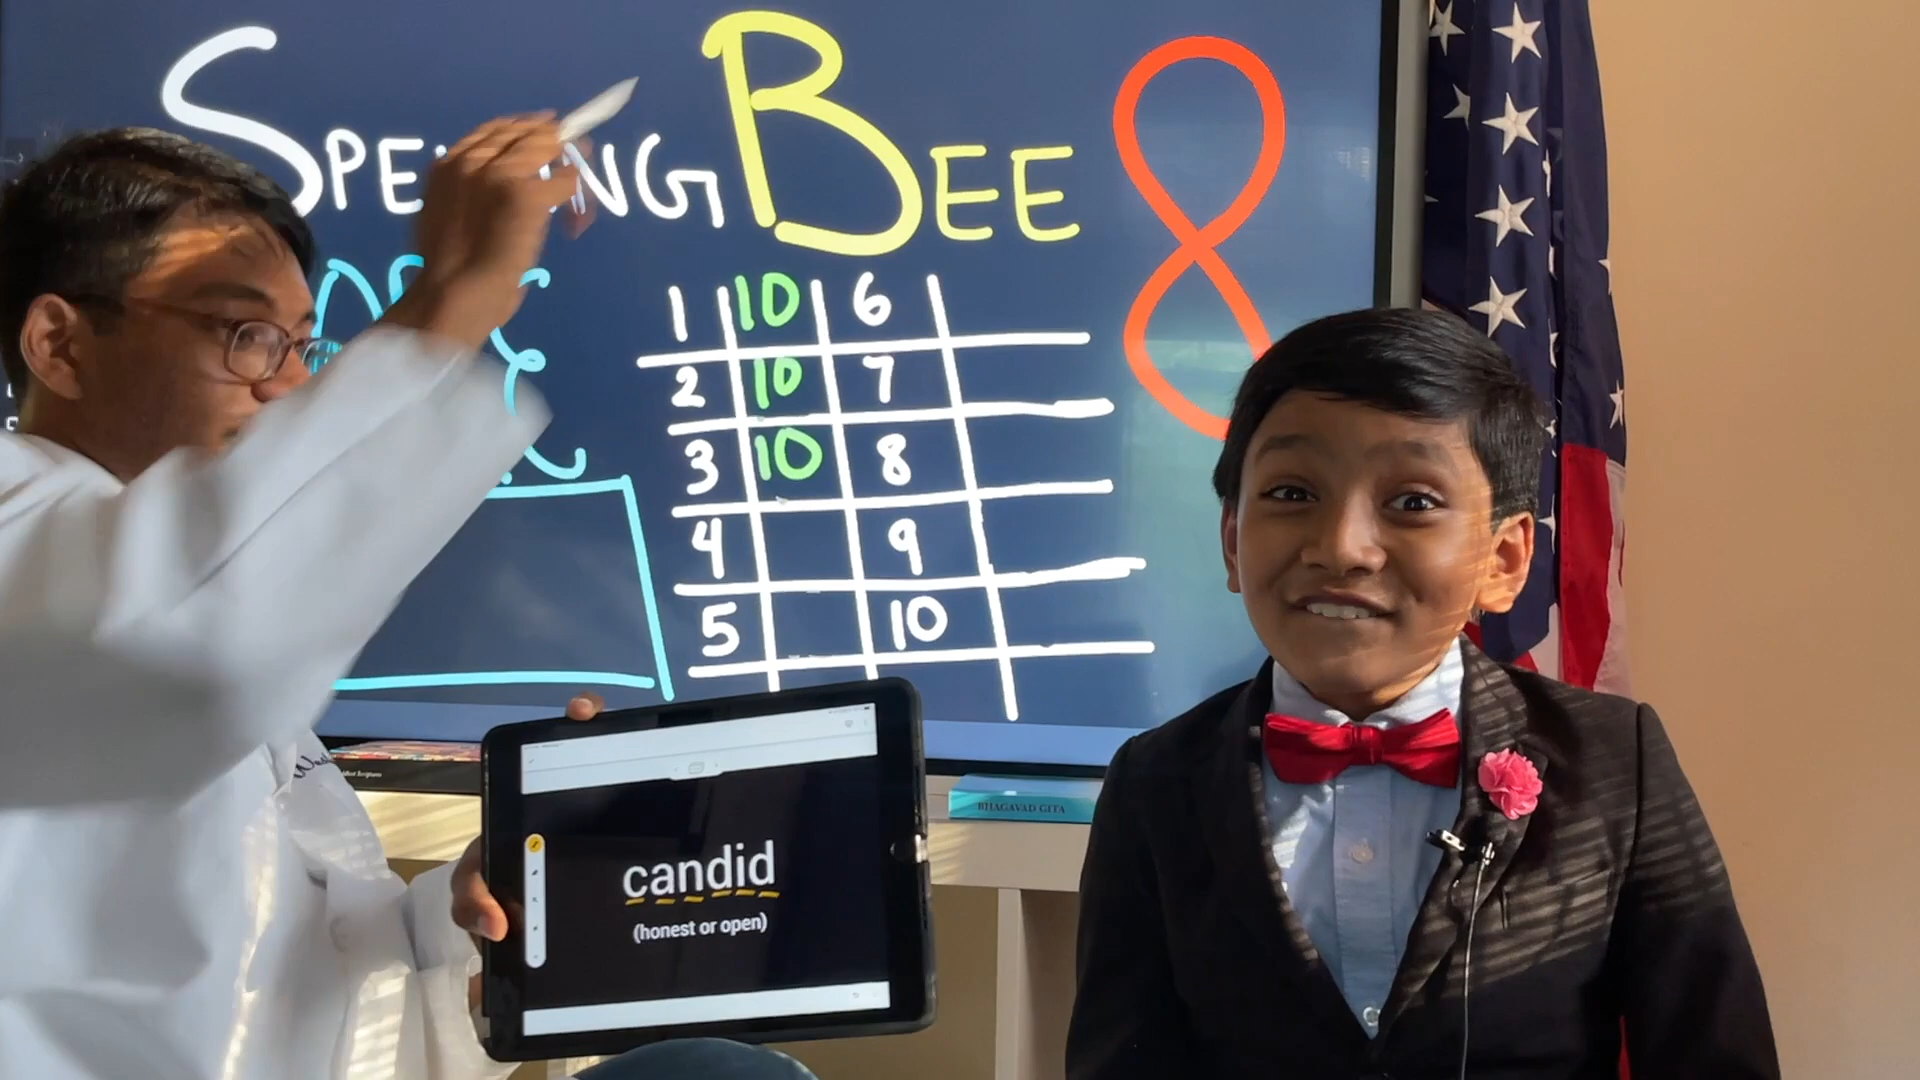 SPE NG BEE 8
1 10 6
2 10 7
3 10 8
4 9
5 10
BHAGAVAD GITA
candid
(honest or open)